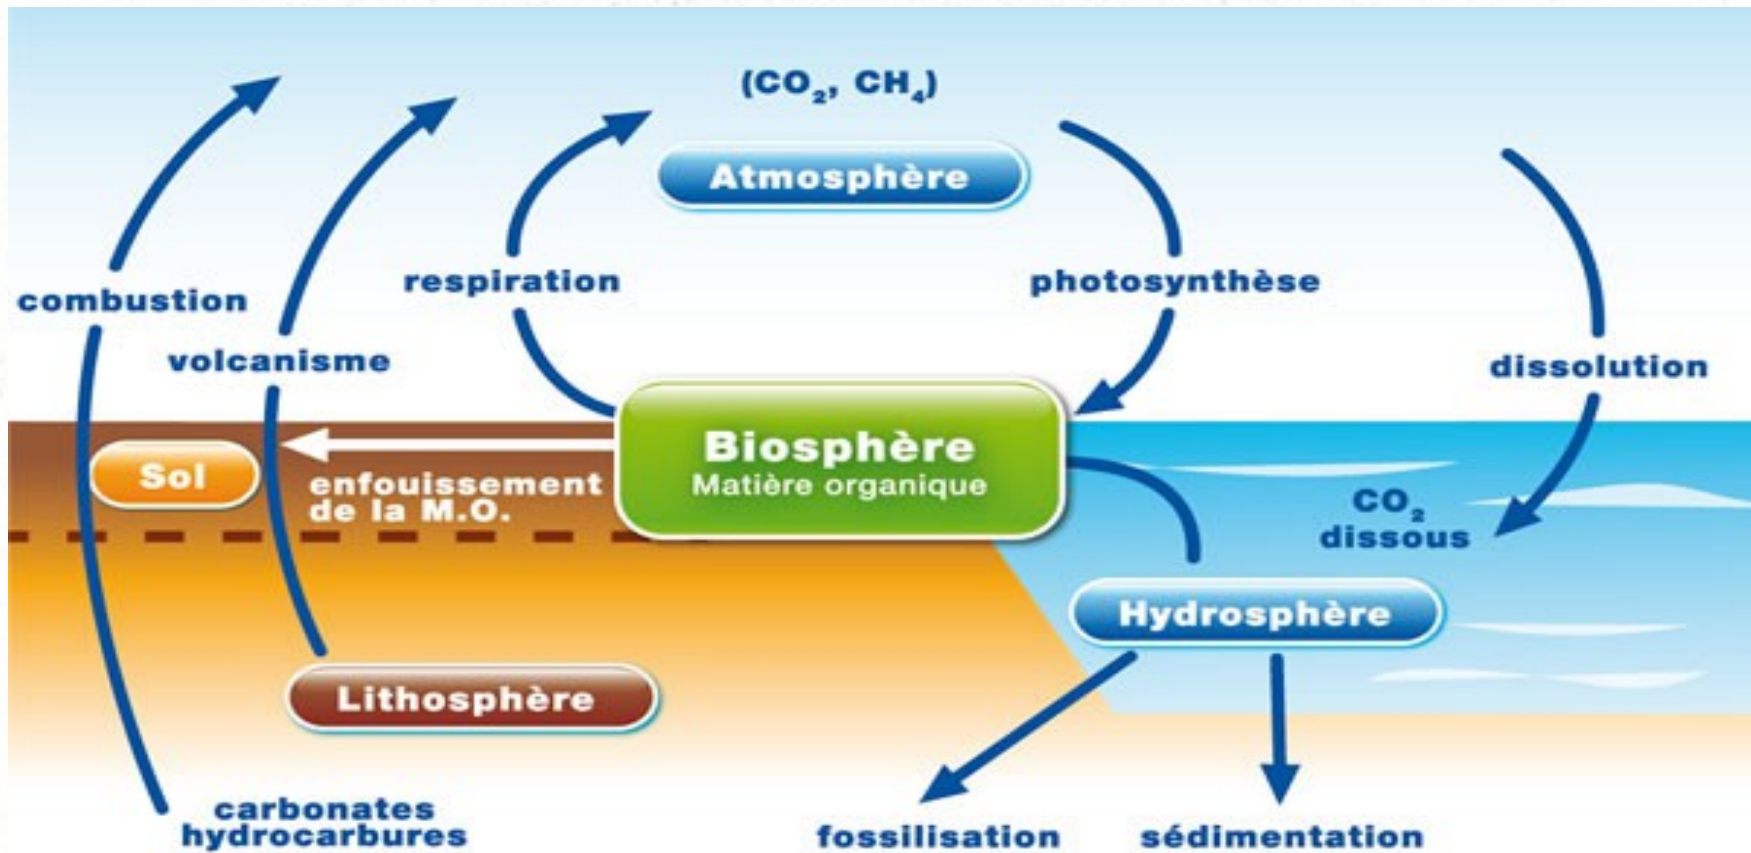 (CO₂, CH₄)
Atmosphère
respiration
photosynthèse
combustion
volcanisme
dissolution
Biosphère
Matière organique
Sol
enfouissement
de la M.O.
CO₂
dissous
Hydrosphère
Lithosphère
carbonates
hydrocarbures
fossilisation
sédimentation